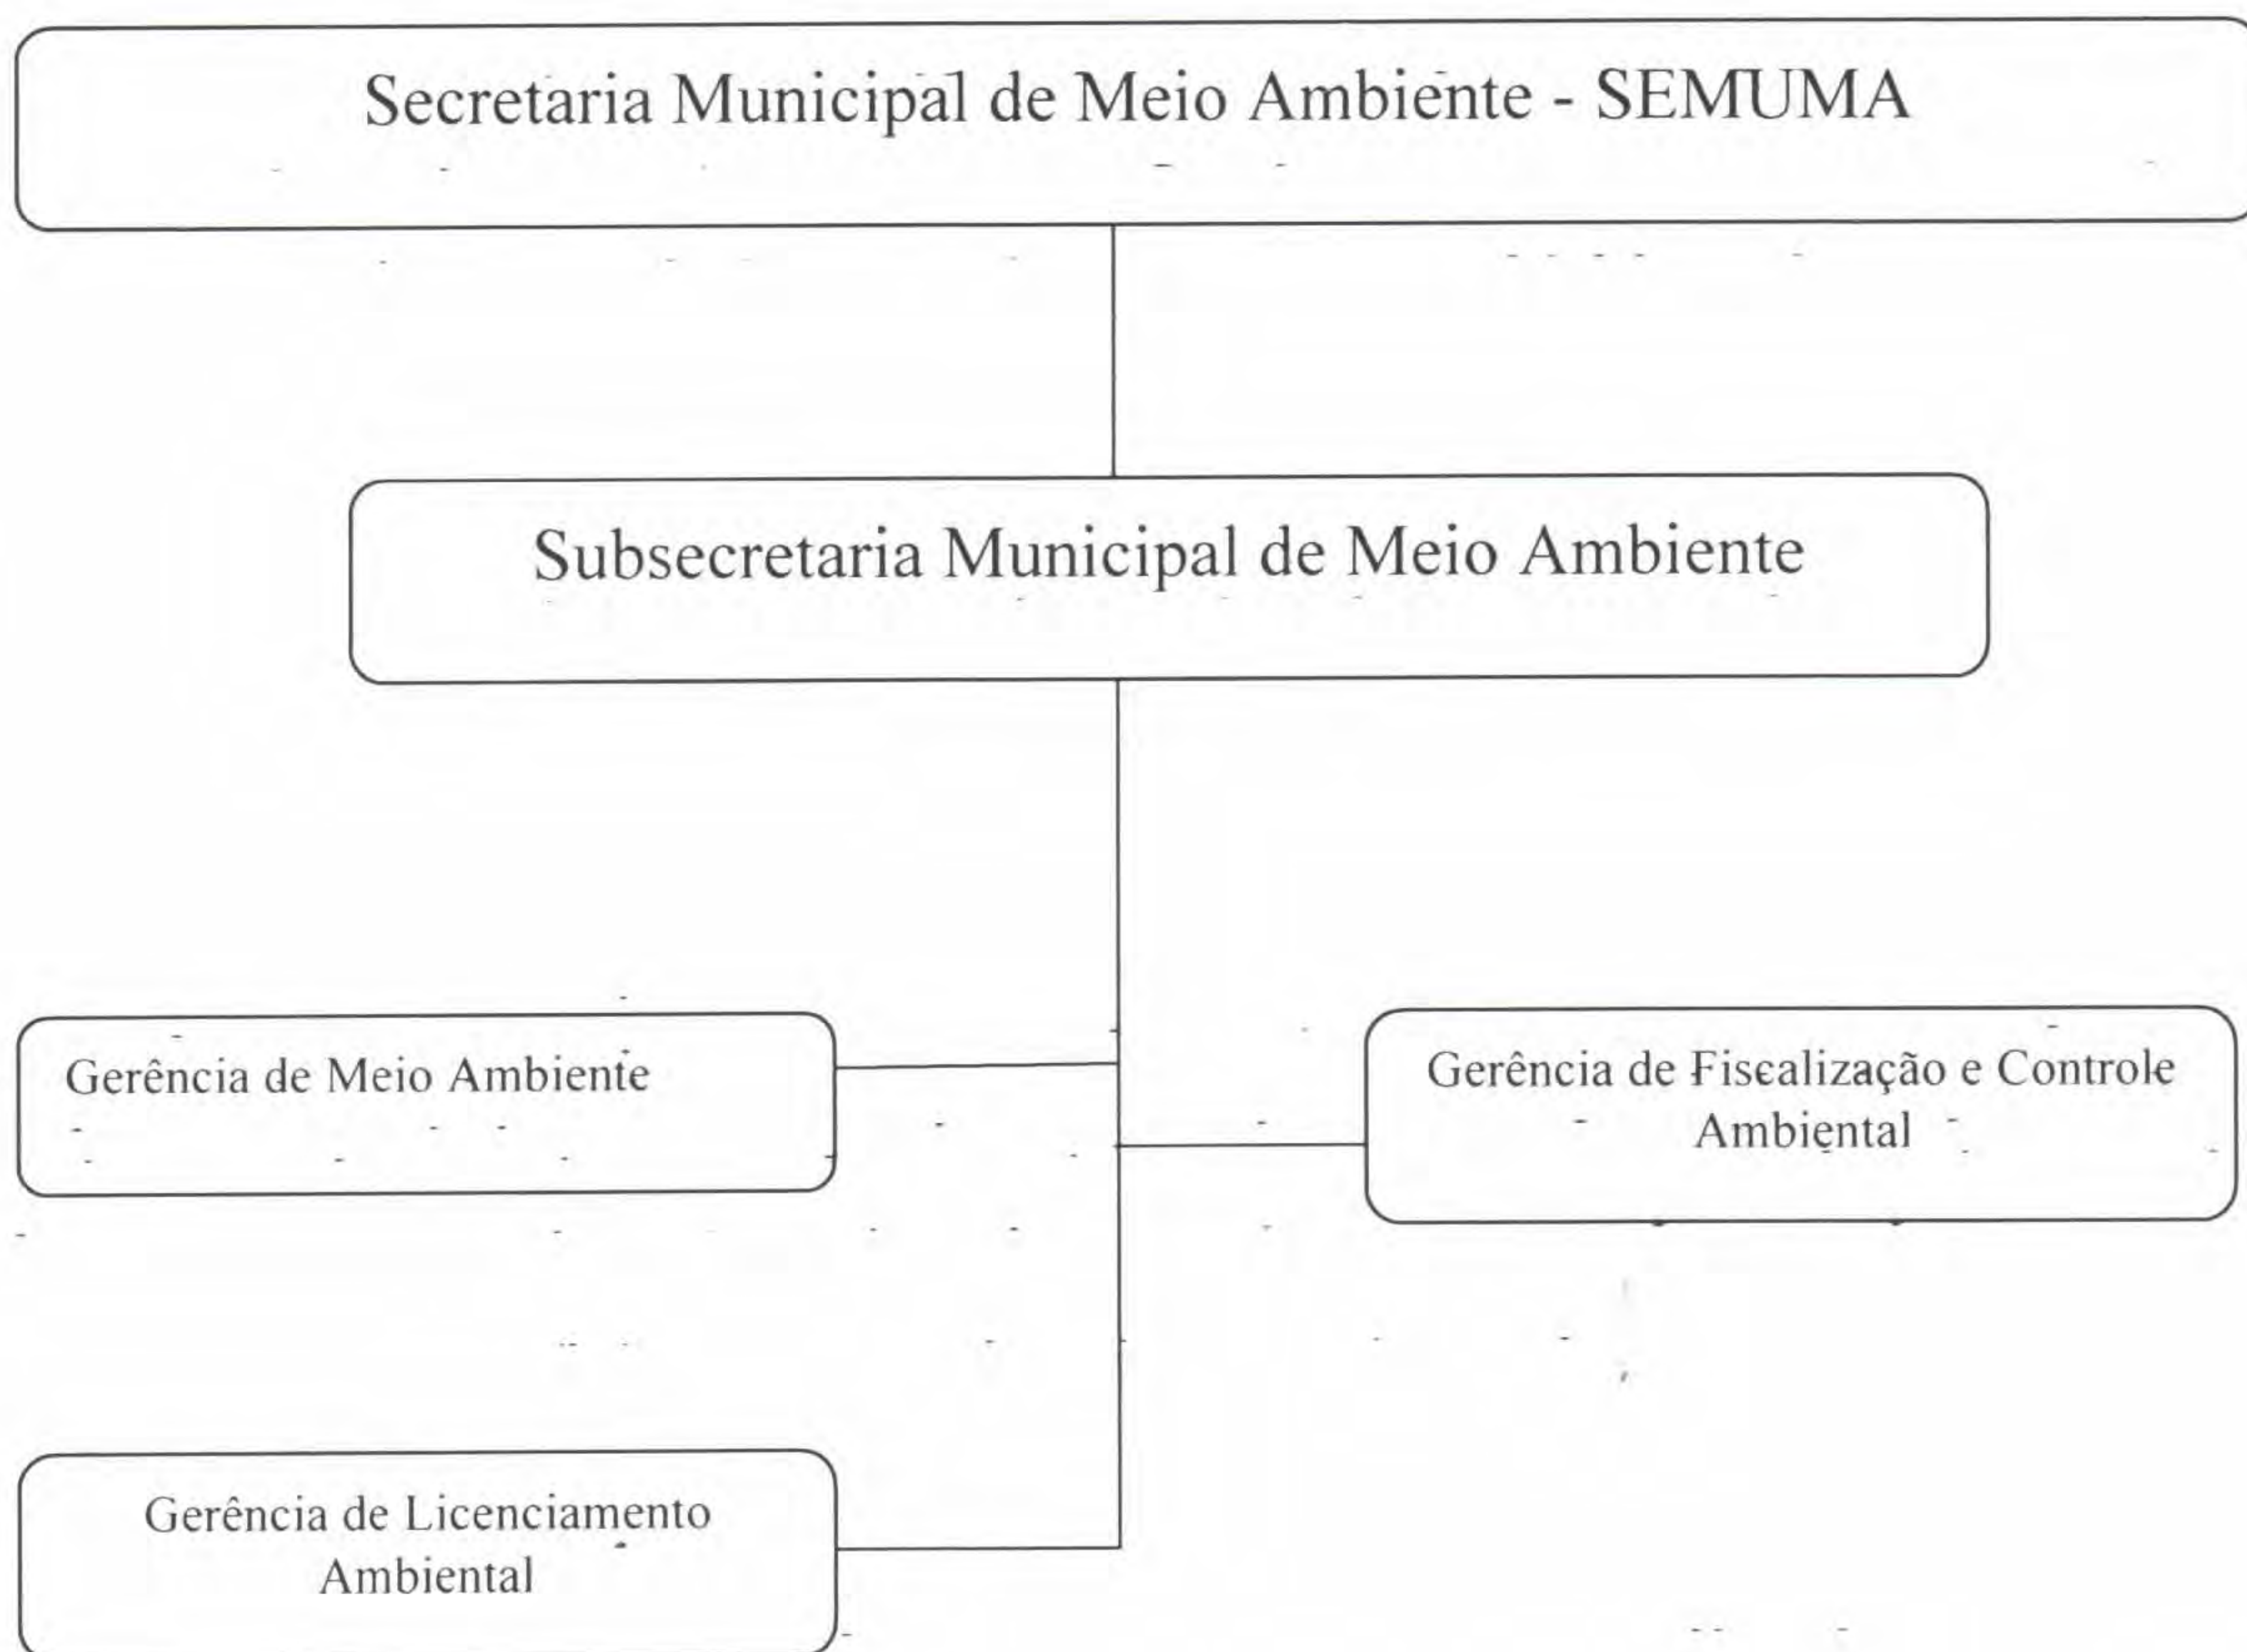 Secretaria Municipal de Meio Ambiente - SEMUMA
Subsecretaria Municipal de Meio Ambiente
Gerência de Meio Ambiente
Gerência de Fiscalização e Controle
Ambiental
Gerência de Licenciamento
Ambiental